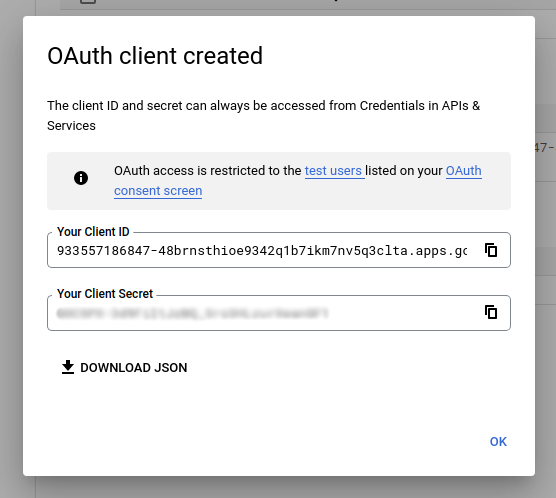 OAuth client created
The client ID and secret can always be accessed from Credentials in APIs &
Services
OAuth access is restricted to the test users listed on your OAuth
consent screen
Your Client ID
933557186847-48brnsthioe9342q1b7ikm7nv5q3clta.apps.gc
Your Client Secret
DOWNLOAD JSON
OK
47-